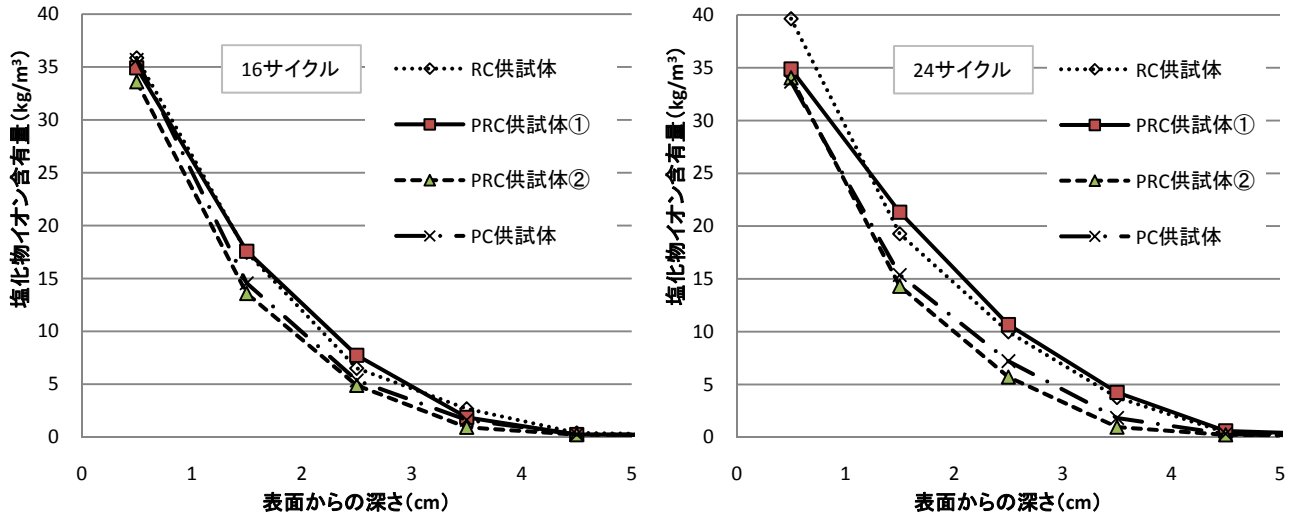 塩化物イオン含有量(kg/m³)
40
35
30
25
20
15
10
5
0
16サイクル
RC供試体
PRC供試体①
PRC供試体②
PC供試体
0 1 2 3 4 5
表面からの深さ(cm)
塩化物イオン含有量(kg/m³)
40
35
30
25
20
15
10
5
0
24サイクル
RC供試体
PRC供試体①
PRC供試体②
PC供試体
0 1 2 3 4 5
表面からの深さ(cm)